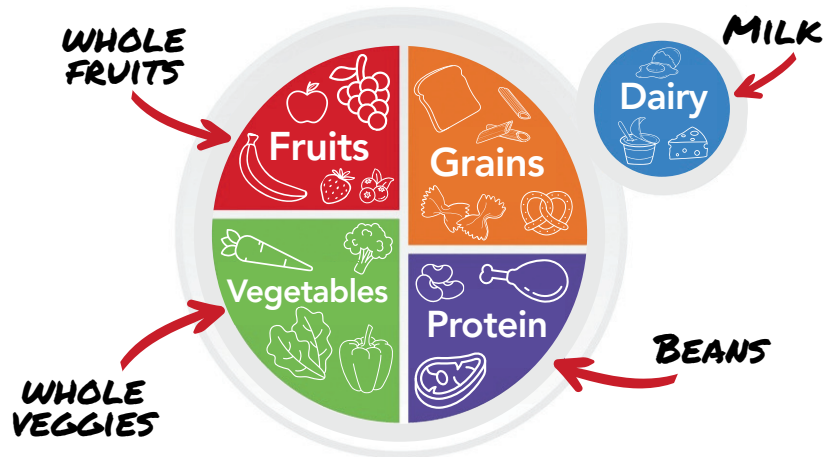 WHOLE
FRUITS
MILK
Fruits
Grains
Dairy
Vegetables
Protein
WHOLE
VEGGIES
BEANS